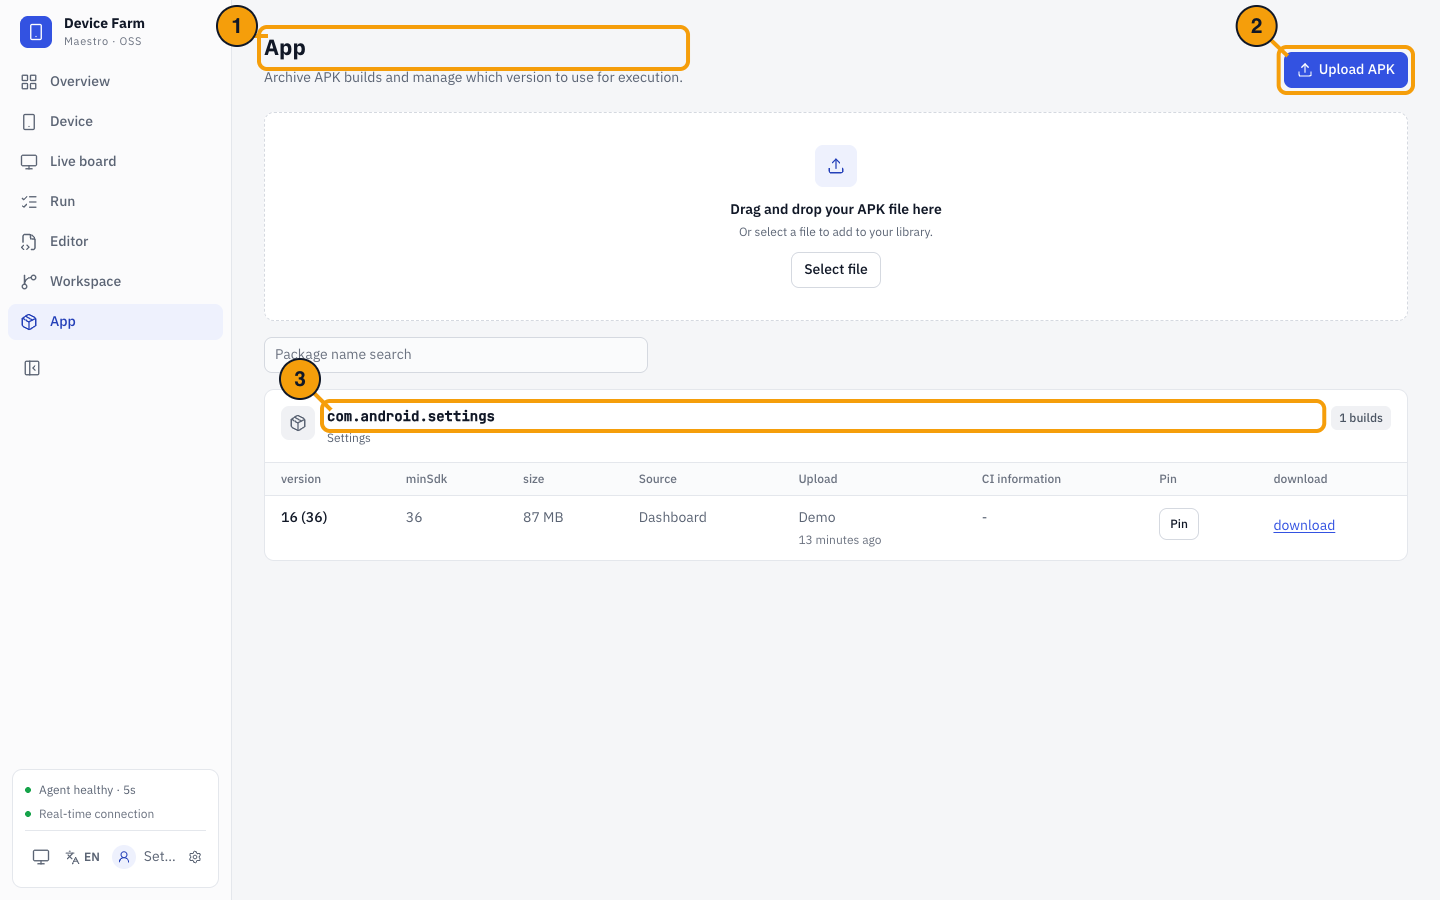 Device Farm
Maestro · OSS
Overview
Device
Live board
Run
Editor
Workspace
App
Agent healthy · 5s
Real-time connection
EN
Set...
1
App
Archive APK builds and manage which version to use for execution.
2
Upload APK
Drag and drop your APK file here
Or select a file to add to your library.
Select file
Package name search
3
com.android.settings
1 builds
Settings
version minSdk size Source Upload CI information Pin download
16 (36) 36 87 MB Dashboard Demo - Pin download
13 minutes ago